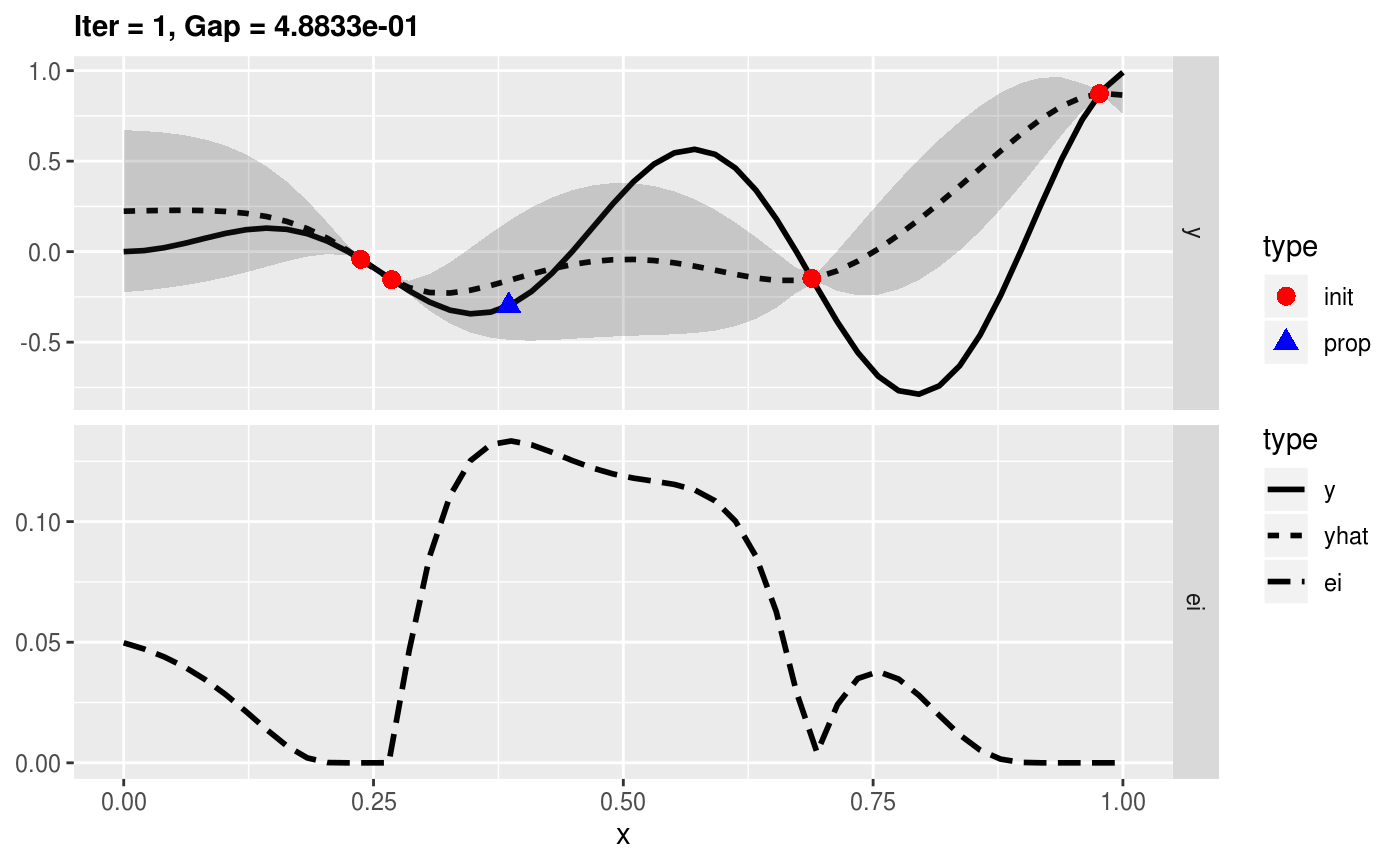 Iter = 1, Gap = 4.8833e-01
1.0
0.5
0.0
-0.5
y
0.10
0.05
0.00
ei
0.00 0.25 0.50 0.75 1.00
x
type
init
prop
type
y
yhat
ei